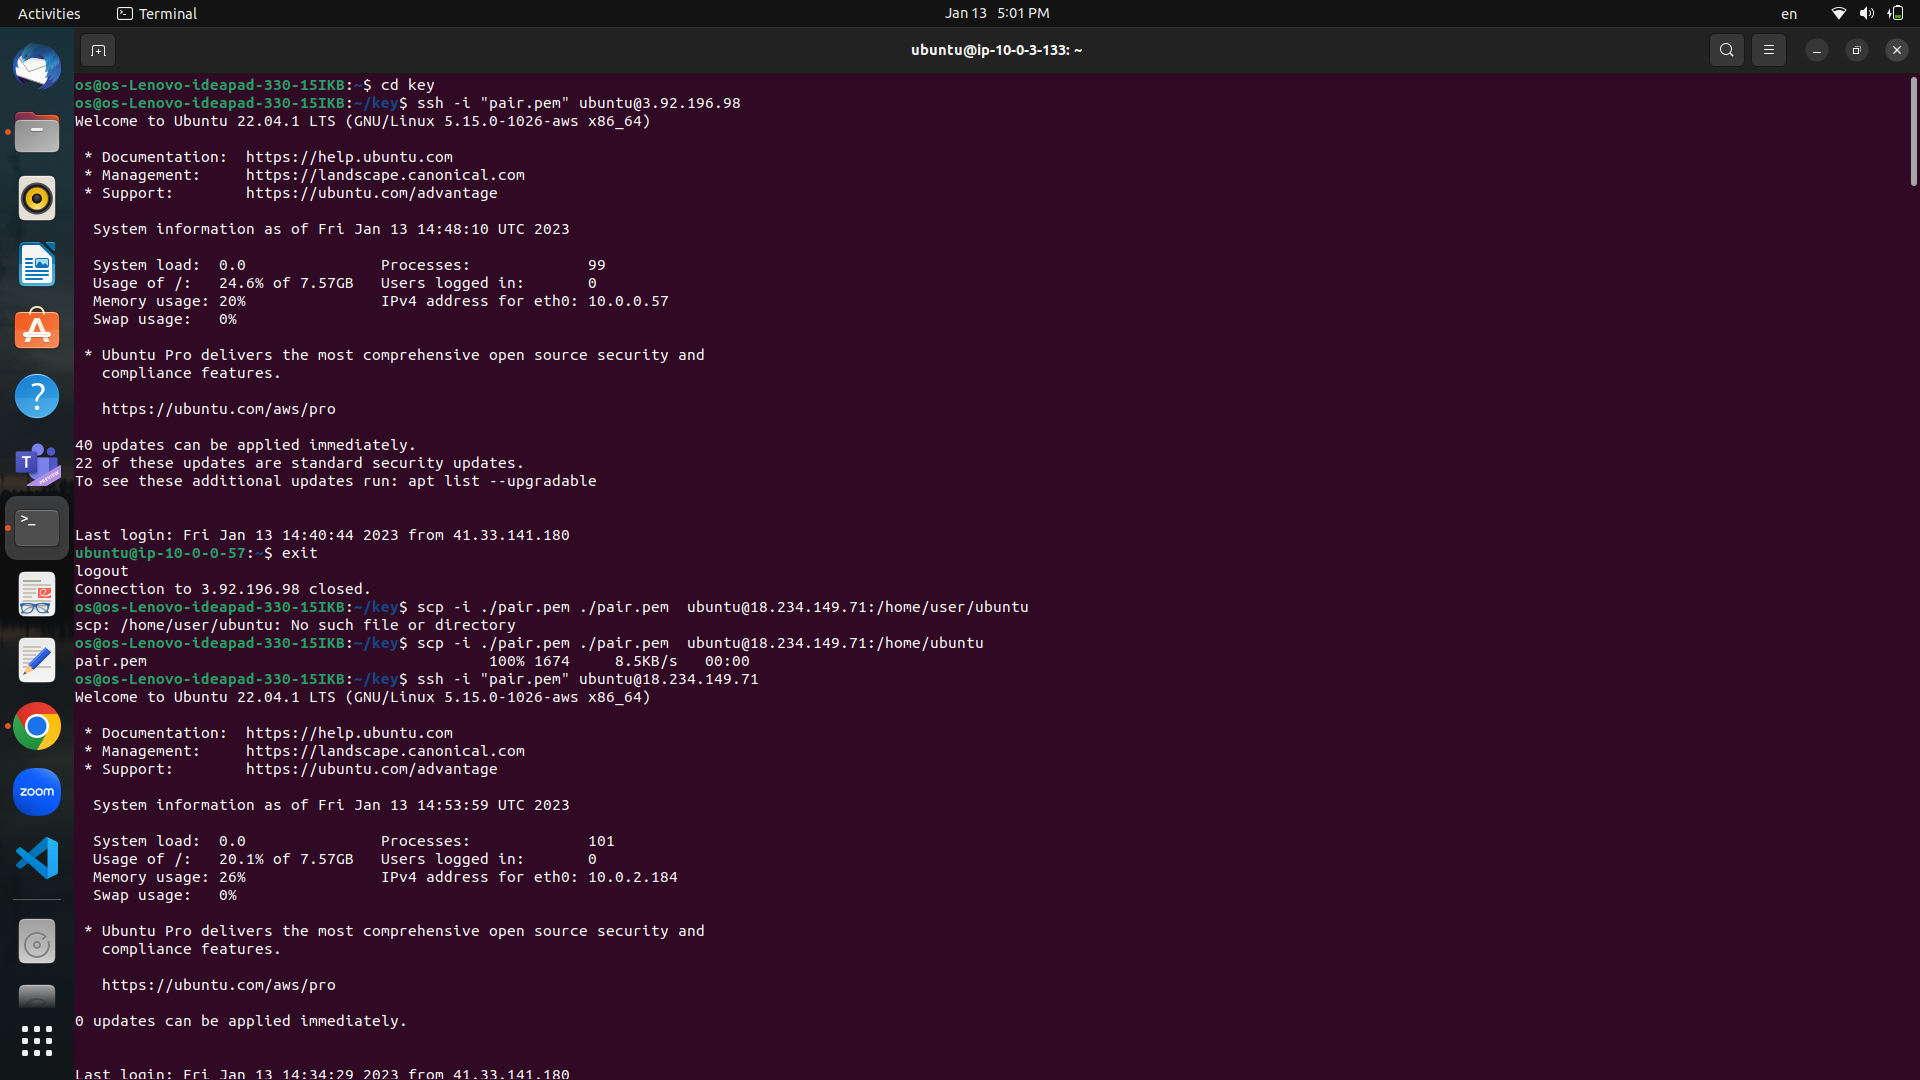 Activities
Terminal
Jan 13 5:01 PM
en
ubuntu@ip-10-0-3-133: ~
os@os-Lenovo-ideapad-330-15IKB:~$ cd key
os@os-Lenovo-ideapad-330-15IKB:~/key$ ssh -i "pair.pem" ubuntu@3.92.196.98
Welcome to Ubuntu 22.04.1 LTS (GNU/Linux 5.15.0-1026-aws x86_64)
* Documentation:  https://help.ubuntu.com
* Management:     https://landscape.canonical.com
* Support:        https://ubuntu.com/advantage
System information as of Fri Jan 13 14:48:10 UTC 2023
System load:  0.0               Processes:             99
Usage of /:   24.6% of 7.57GB   Users logged in:       0
Memory usage: 20%               IPv4 address for eth0: 10.0.0.57
Swap usage:   0%
* Ubuntu Pro delivers the most comprehensive open source security and
compliance features.
https://ubuntu.com/aws/pro
40 updates can be applied immediately.
22 of these updates are standard security updates.
To see these additional updates run: apt list --upgradable
Last login: Fri Jan 13 14:40:44 2023 from 41.33.141.180
ubuntu@ip-10-0-0-57:~$ exit
logout
Connection to 3.92.196.98 closed.
os@os-Lenovo-ideapad-330-15IKB:~/key$ scp -i ./pair.pem ./pair.pem  ubuntu@18.234.149.71:/home/user/ubuntu
scp: /home/user/ubuntu: No such file or directory
os@os-Lenovo-ideapad-330-15IKB:~/key$ scp -i ./pair.pem ./pair.pem  ubuntu@18.234.149.71:/home/ubuntu
pair.pem                                      100% 1674     8.5KB/s   00:00
os@os-Lenovo-ideapad-330-15IKB:~/key$ ssh -i "pair.pem" ubuntu@18.234.149.71
Welcome to Ubuntu 22.04.1 LTS (GNU/Linux 5.15.0-1026-aws x86_64)
* Documentation:  https://help.ubuntu.com
* Management:     https://landscape.canonical.com
* Support:        https://ubuntu.com/advantage
System information as of Fri Jan 13 14:53:59 UTC 2023
System load:  0.0               Processes:             101
Usage of /:   20.1% of 7.57GB   Users logged in:       0
Memory usage: 26%               IPv4 address for eth0: 10.0.2.184
Swap usage:   0%
* Ubuntu Pro delivers the most comprehensive open source security and
compliance features.
https://ubuntu.com/aws/pro
0 updates can be applied immediately.
Last login: Fri Jan 13 14:34:29 2023 from 41.33.141.180
T
PREVIEW
>_
zoom